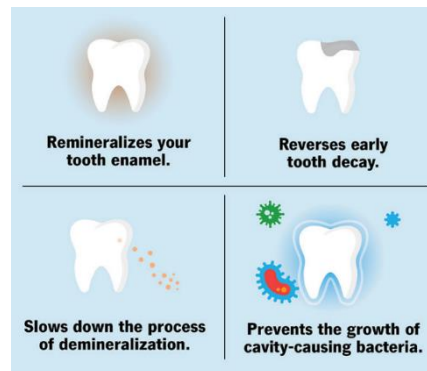 Remineralizes your
tooth enamel.
Reverses early
tooth decay.
Slows down the process
of demineralization.
Prevents the growth of
cavity-causing bacteria.